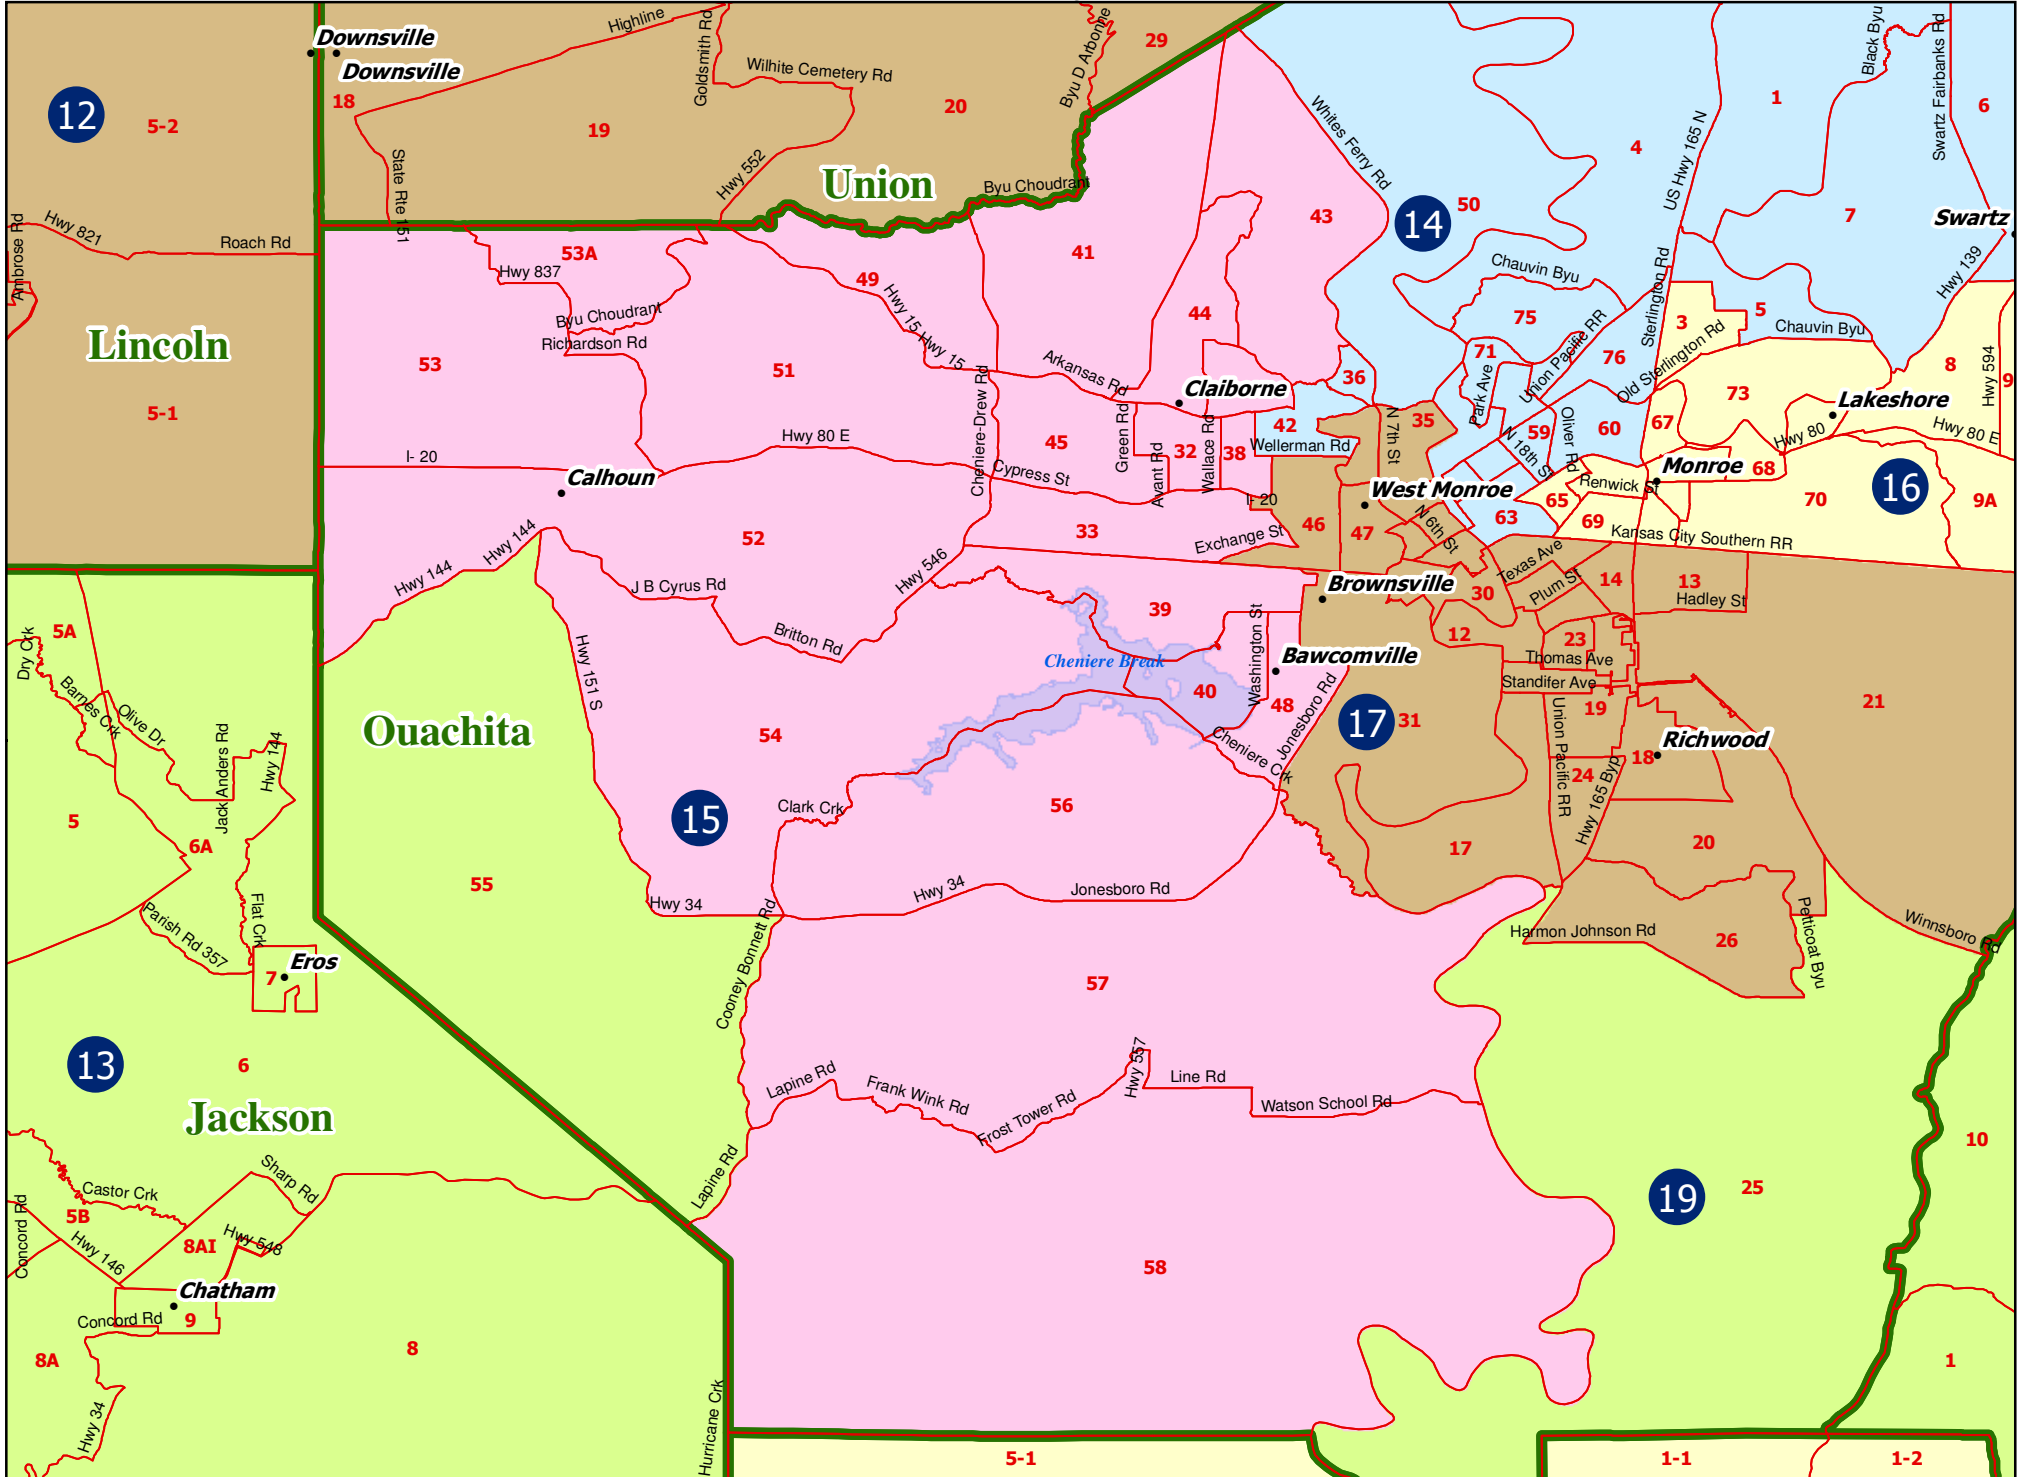 Downsville
Downsville
Highline
Goldsmith Rd
Wilhite Cemetery Rd
Byu D Arbonne
29
Black Byu
Swartz Fairbanks Rd
12
5-2
18
19
20
1
6
Whites Ferry Rd
US Hwy 165 N
4
State Rte 151
Hwy 552
Union
Byu Choudrant
43
14
50
7
Swartz
Ambrose Rd
Hwy 821
Roach Rd
53A
Hwy 837
49
41
Chauvin Byu
Sterlington Rd
Hwy 139
Byu Choudrant
Richardson Rd
Hwy 15
Hwy 15
44
75
Union Pacific RR
3
5
Old Sterlington Rd
Chauvin Byu
Lincoln
53
51
Cheniere-Drew Rd
Arkansas Rd
Claiborne
36
71
Park Ave
76
73
8
Hwy 594
9
Lakeshore
5-1
Green Rd
45
Avant Rd
32
Wallace Rd
38
42
Wellerman Rd
N 7th St
35
59
N 18th St
Oliver Rd
60
67
Hwy 80
Hwy 80 E
I- 20
Hwy 80 E
Cypress St
Calhoun
I- 20
West Monroe
Monroe
68
Renwick St
65
70
16
9A
Hwy 144
Hwy 144
52
33
Exchange St
46
47
N 6th St
63
69
Kansas City Southern RR
J B Cyrus Rd
Hwy 546
Brownsville
Texas Ave
Plum St
14
13
Hadley St
30
5A
Dry Crk
Barnes Crk
Olive Dr
Jack Anders Rd
Hwy 144
Britton Rd
39
Cheniere Break
40
Washington St
Bawcomville
48
Jonesboro Rd
12
23
Thomas Ave
Standifer Ave
19
Hwy 151 S
Ouachita
54
Cheniere Crk
17
31
Union Pacific RR
18
Richwood
21
24
Hwy 165 Byp
5
6A
15
Clark Crk
56
17
20
55
Flat Crk
Parish Rd 357
Hwy 34
Hwy 34
Jonesboro Rd
Harmon Johnson Rd
26
Petticoat Byu
Winnsboro Rd
7
Eros
Cooney Bonnett Rd
57
13
6
Jackson
Lapine Rd
Frank Wink Rd
Frost Tower Rd
Hwy 557
Line Rd
Watson School Rd
10
Castor Crk
5B
Sharp Rd
Lapine Rd
19
25
Concord Rd
Hwy 146
8AI
Hwy 548
58
Chatham
Concord Rd
9
8A
8
1
Hwy 34
Hurricane Crk
5-1
1-1
1-2